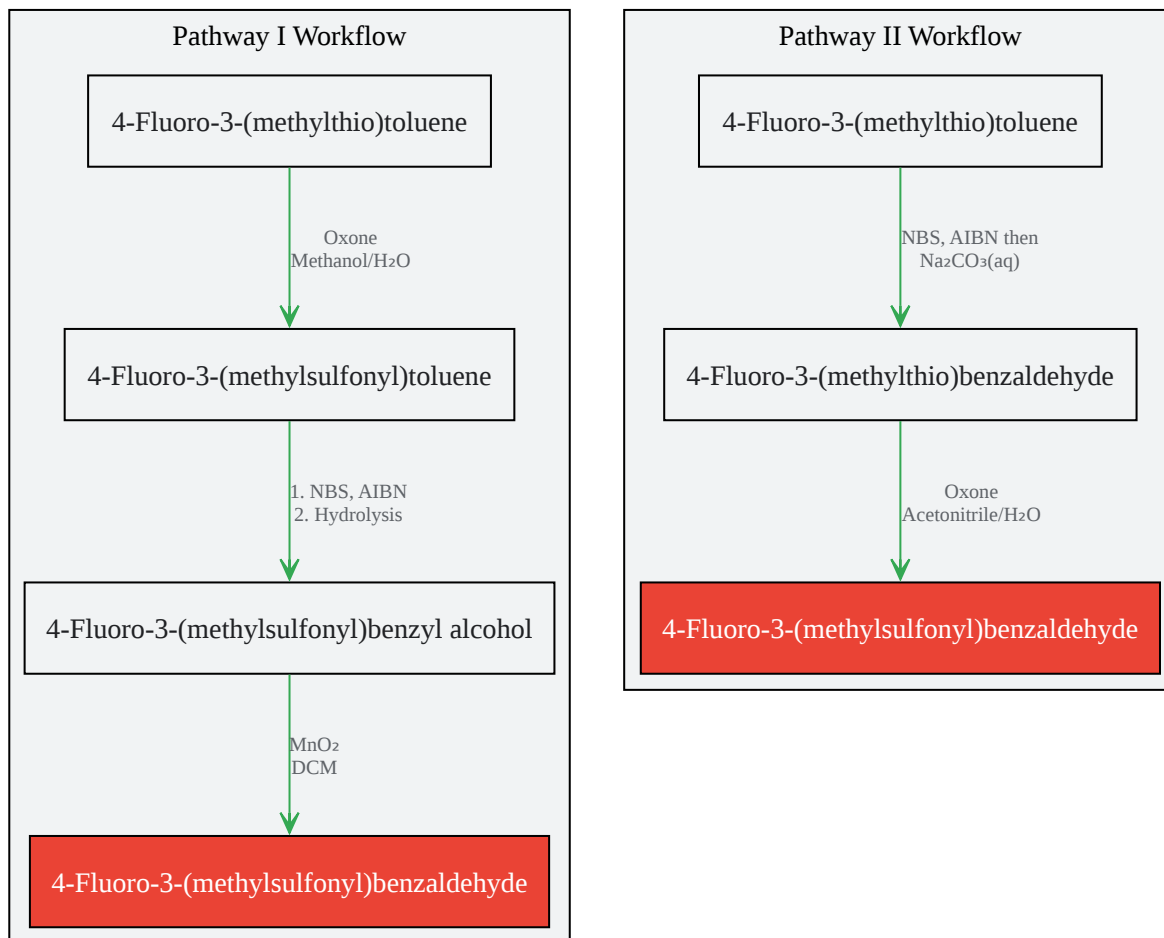 Pathway I Workflow
4-Fluoro-3-(methylthio)toluene
Oxone
Methanol/H₂O
4-Fluoro-3-(methylsulfonyl)toluene
1. NBS, AIBN
2. Hydrolysis
4-Fluoro-3-(methylsulfonyl)benzyl alcohol
MnO₂
DCM
4-Fluoro-3-(methylsulfonyl)benzaldehyde
Pathway II Workflow
4-Fluoro-3-(methylthio)toluene
NBS, AIBN then
Na₂CO₃(aq)
4-Fluoro-3-(methylthio)benzaldehyde
Oxone
Acetonitrile/H₂O
4-Fluoro-3-(methylsulfonyl)benzaldehyde